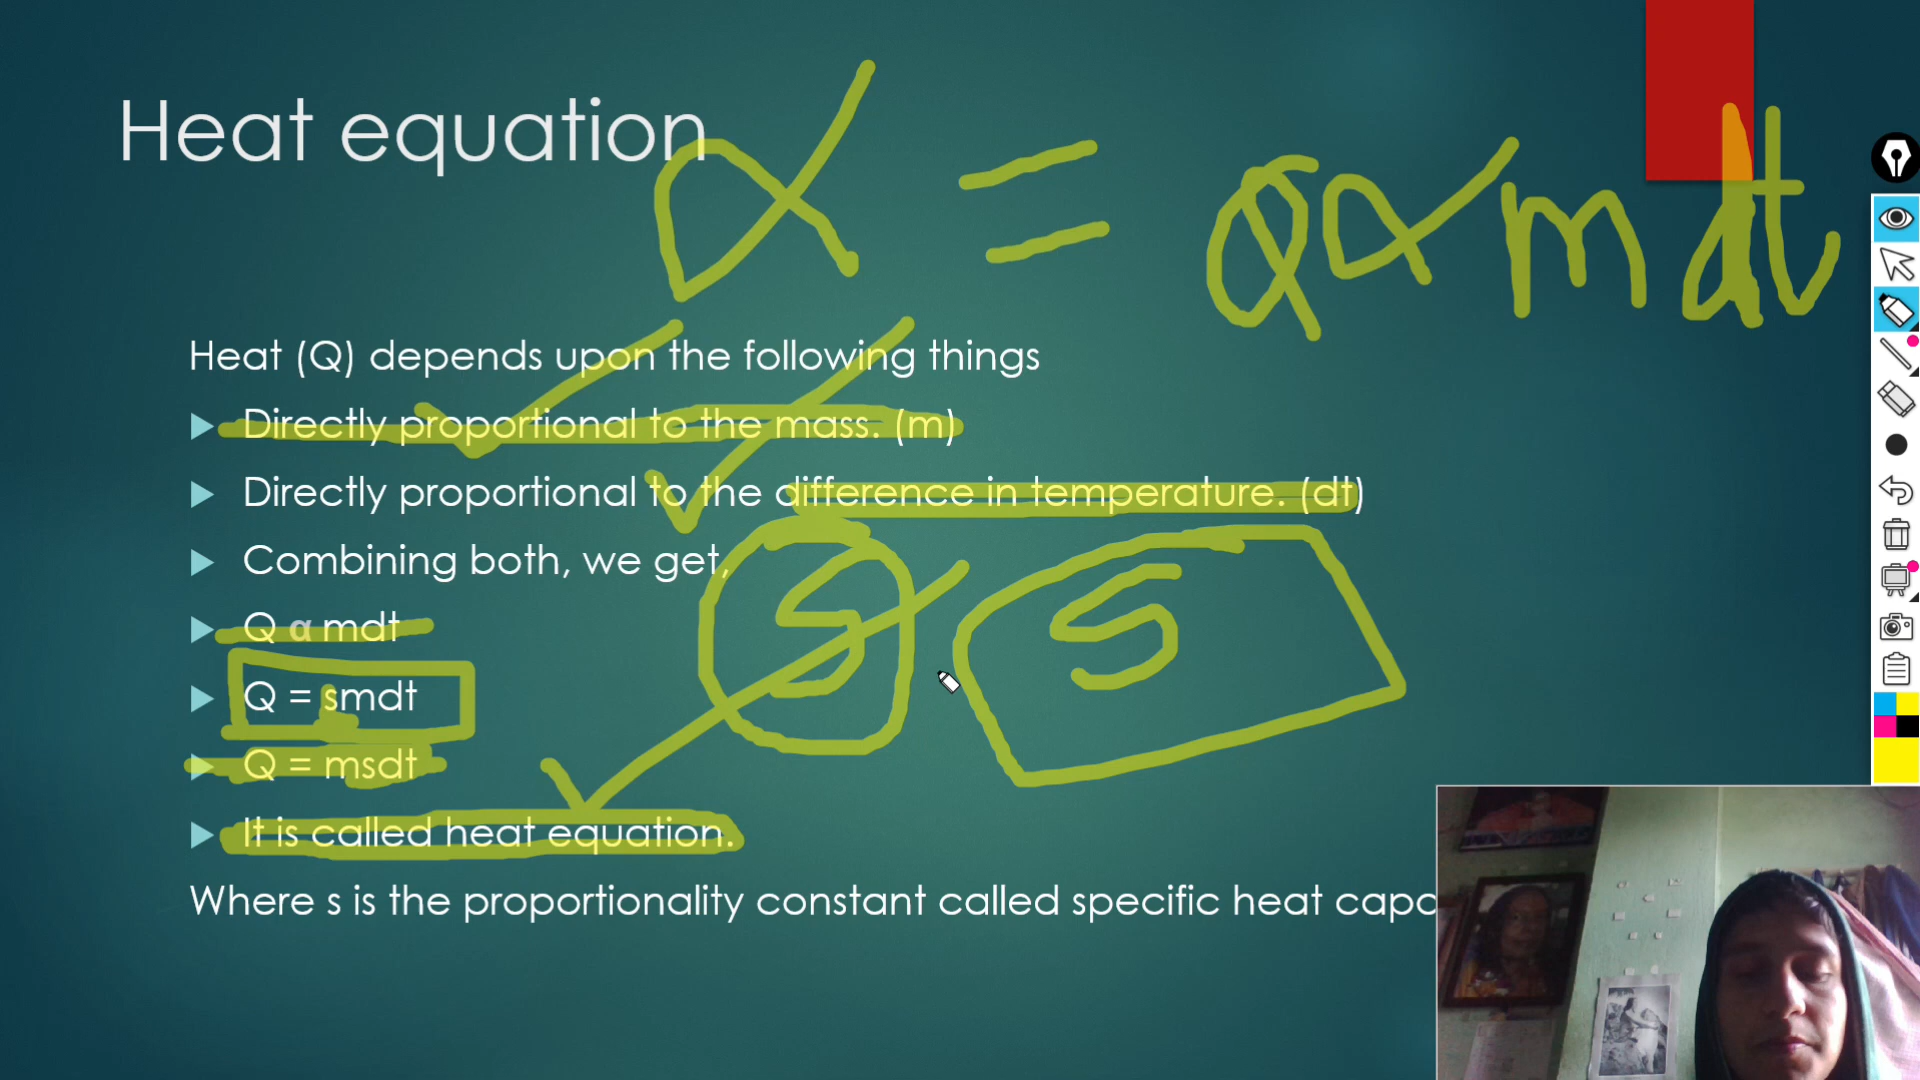 Heat equation
α = Qαmdt
Heat (Q) depends upon the following things
Directly proportional to the mass. (m)
Directly proportional to the difference in temperature. (dt)
Combining both, we get,
Q α mdt
Q = smdt
Q = msdt
It is called heat equation.
S S
Where s is the proportionality constant called specific heat